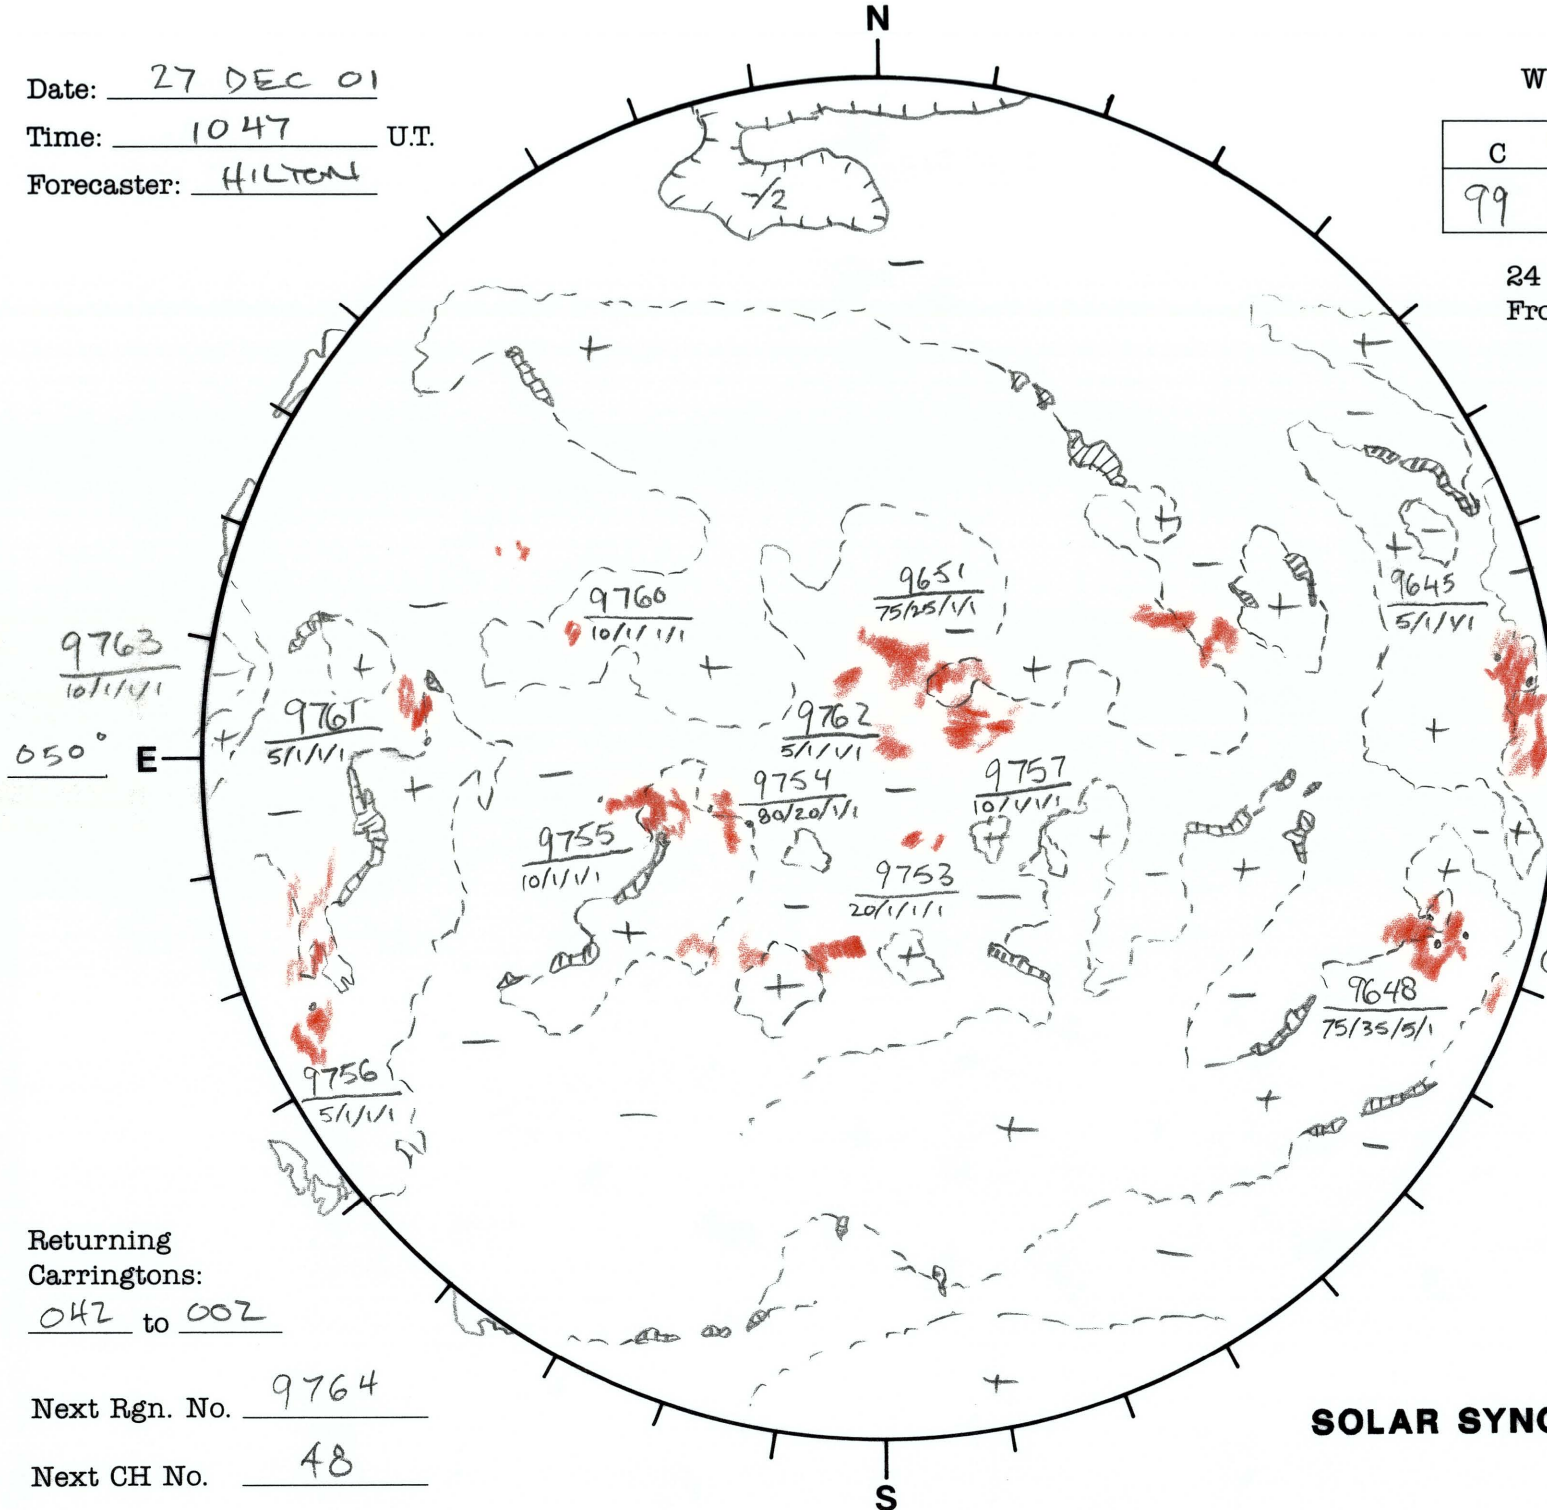 N
Date: 27 DEC 01
Time: 1047 U.T.
Forecaster: HILTON
W
C
99
24
Fro
-/2
9651
75/25/1/1
9645
5/1/1/1
9760
10/1/1/1
9763
10/1/1/1
9761
5/1/1/1
9762
5/1/1/1
050° E
9754
80/20/1/1
9757
10/1/1/1
9755
10/1/1/1
9753
20/1/1/1
9648
75/35/5/1
9756
5/1/1/1
Returning
Carringtons:
042 to 002
Next Rgn. No. 9764
Next CH No. 48
SOLAR SYNO
S